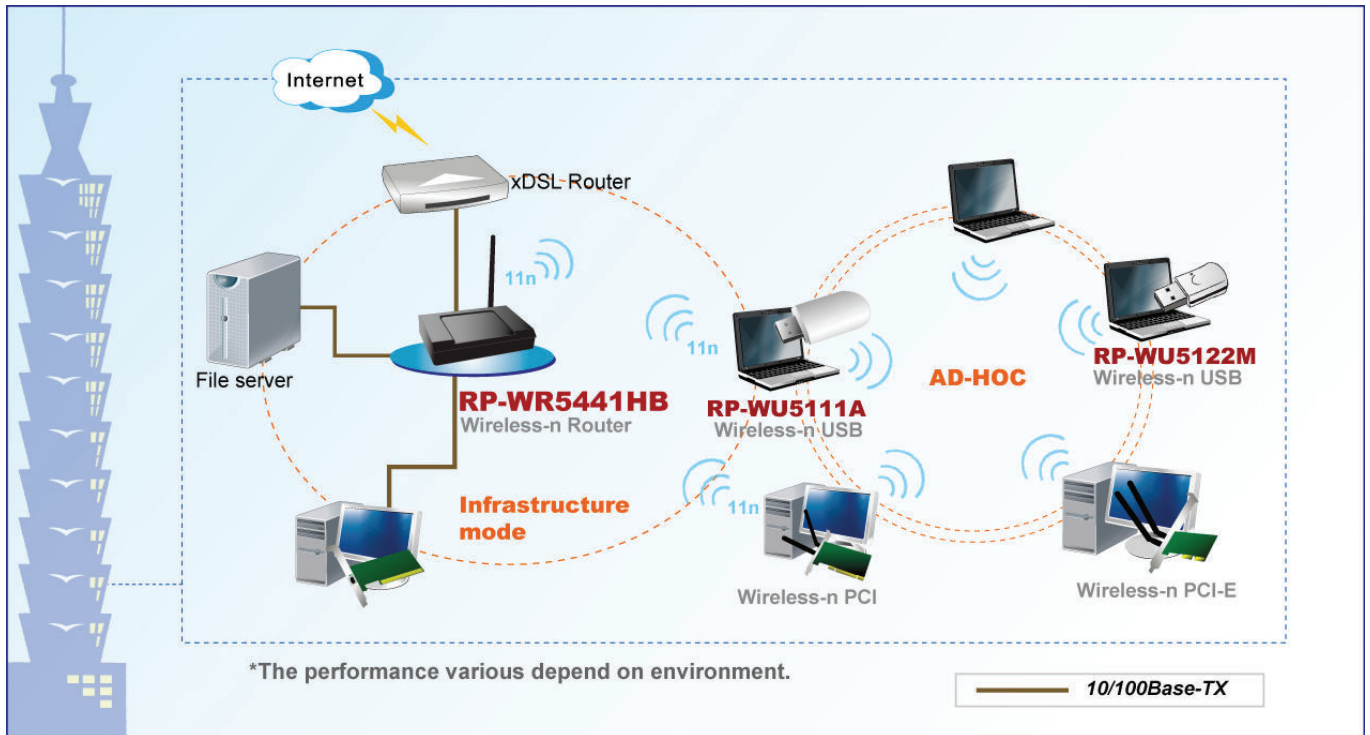 Internet
xDSL Router
11n
File server
RP-WR5441HB
Wireless-n Router
11n
RP-WU5111A
Wireless-n USB
AD-HOC
RP-WU5122M
Wireless-n USB
Infrastructure
mode
11n
Wireless-n PCI
Wireless-n PCI-E
*The performance various depend on environment.
10/100Base-TX